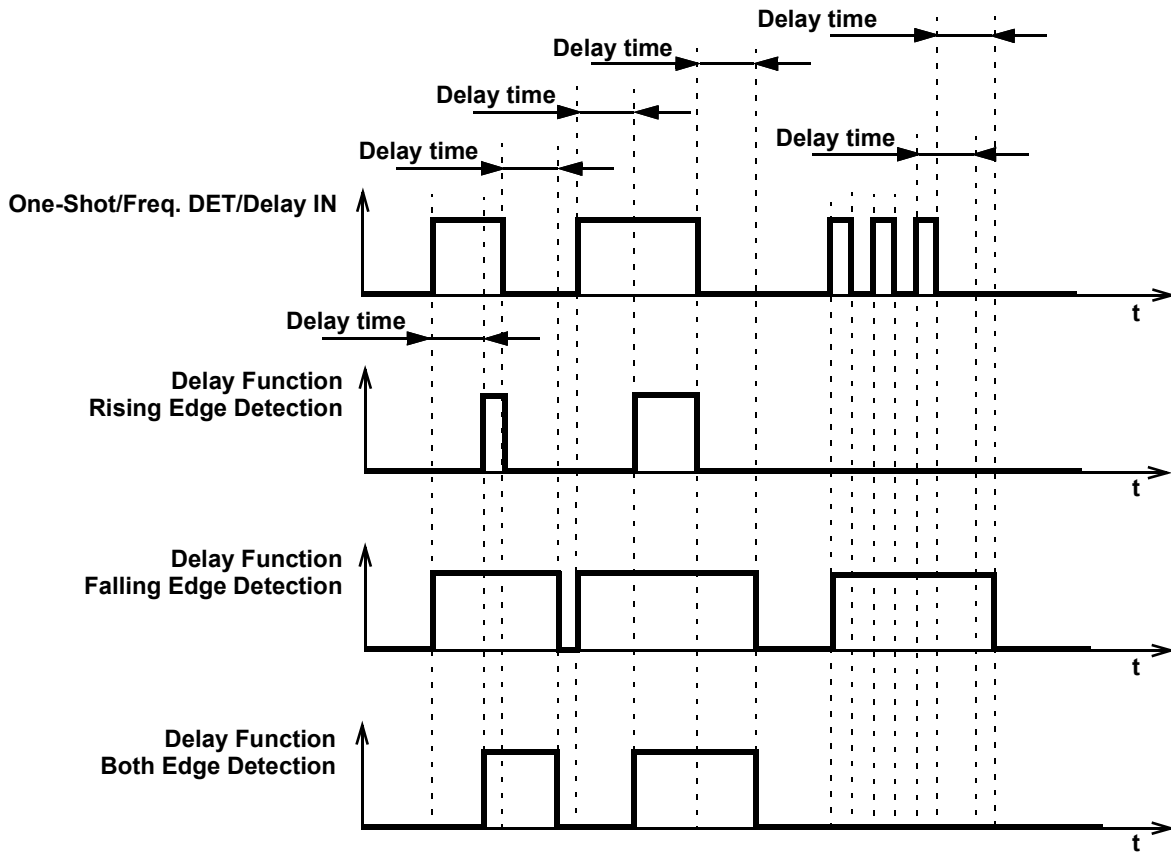 Delay time
Delay time
Delay time
Delay time
Delay time
One-Shot/Freq. DET/Delay IN
t
Delay time
Delay Function
Rising Edge Detection
t
Delay Function
Falling Edge Detection
t
Delay Function
Both Edge Detection
t